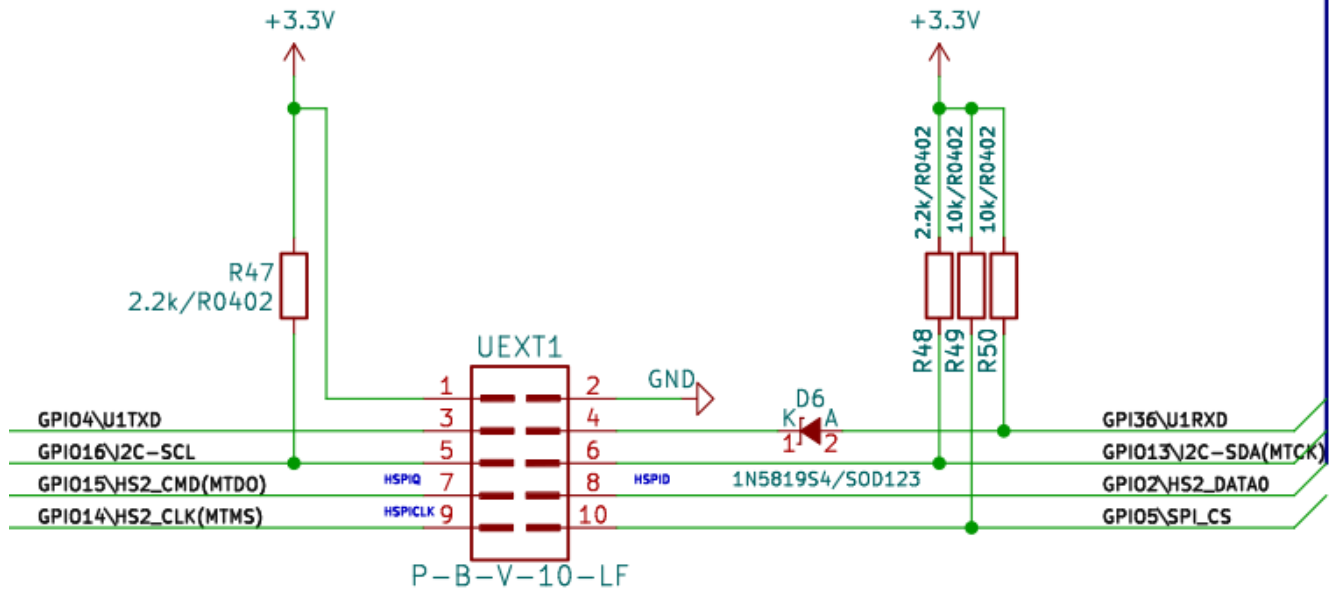 +3.3V
+3.3V
2.2k/R0402
10k/R0402
10k/R0402
R47
2.2k/R0402
R48
R49
R50
UEXT1
1
2
GND
3
4
K
D6
A
1
2
5
6
7
8
9
10
GPIO4\U1TXD
GPI36\U1RXD
GPIO16\I2C-SCL
GPIO13\I2C-SDA(MTCK)
GPIO15\HS2_CMD(MTDO)
HSPIQ
HSPID
1N5819S4/SOD123
GPIO2\HS2_DATA0
GPIO14\HS2_CLK(MTMS)
HSPICLK
GPIO5\SPI_CS
P-B-V-10-LF